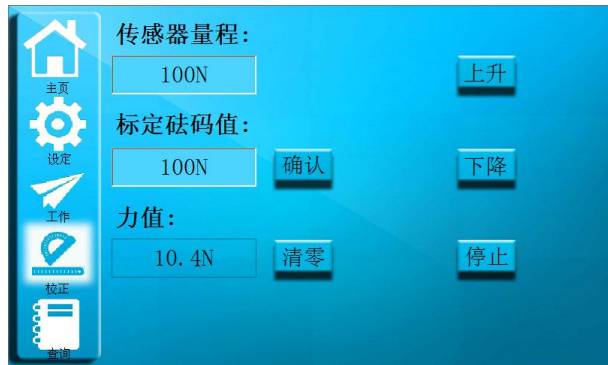 主页
设定
工作
校正
查询
传感器量程：
100N
上升
标定砝码值：
100N
确认
下降
力值：
10.4N
清零
停止